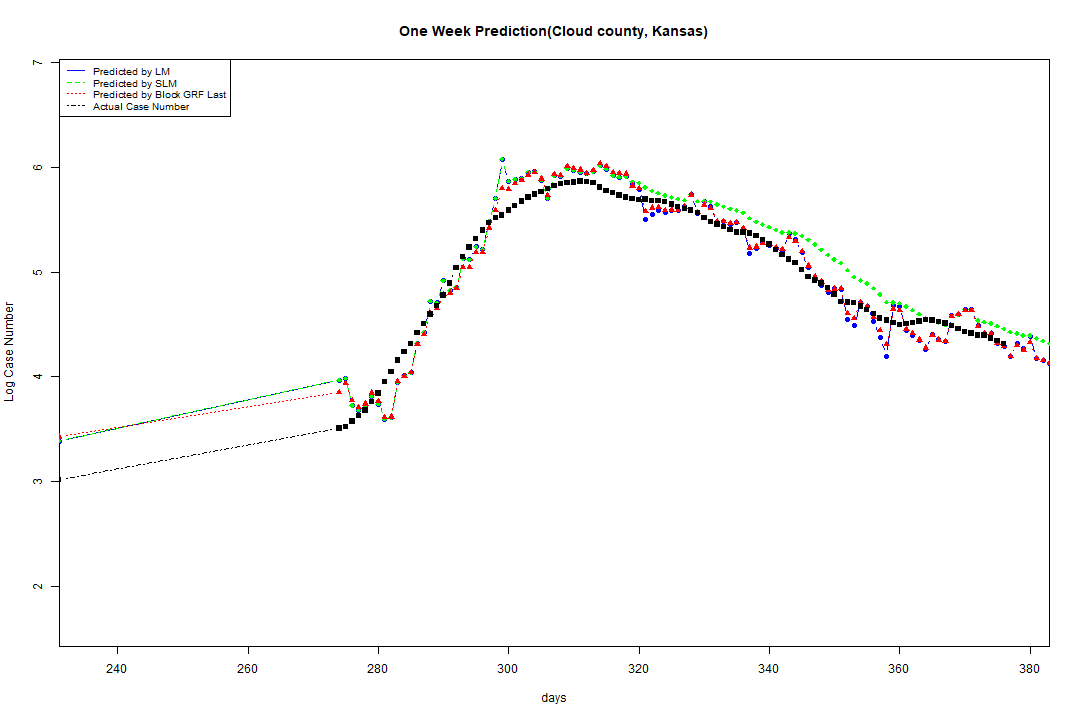 One Week Prediction(Cloud county, Kansas)
Predicted by LM
Predicted by SLM
Predicted by Block GRF Last
Actual Case Number
7
6
5
4
3
2
Log Case Number
240 260 280 300 320 340 360 380
days